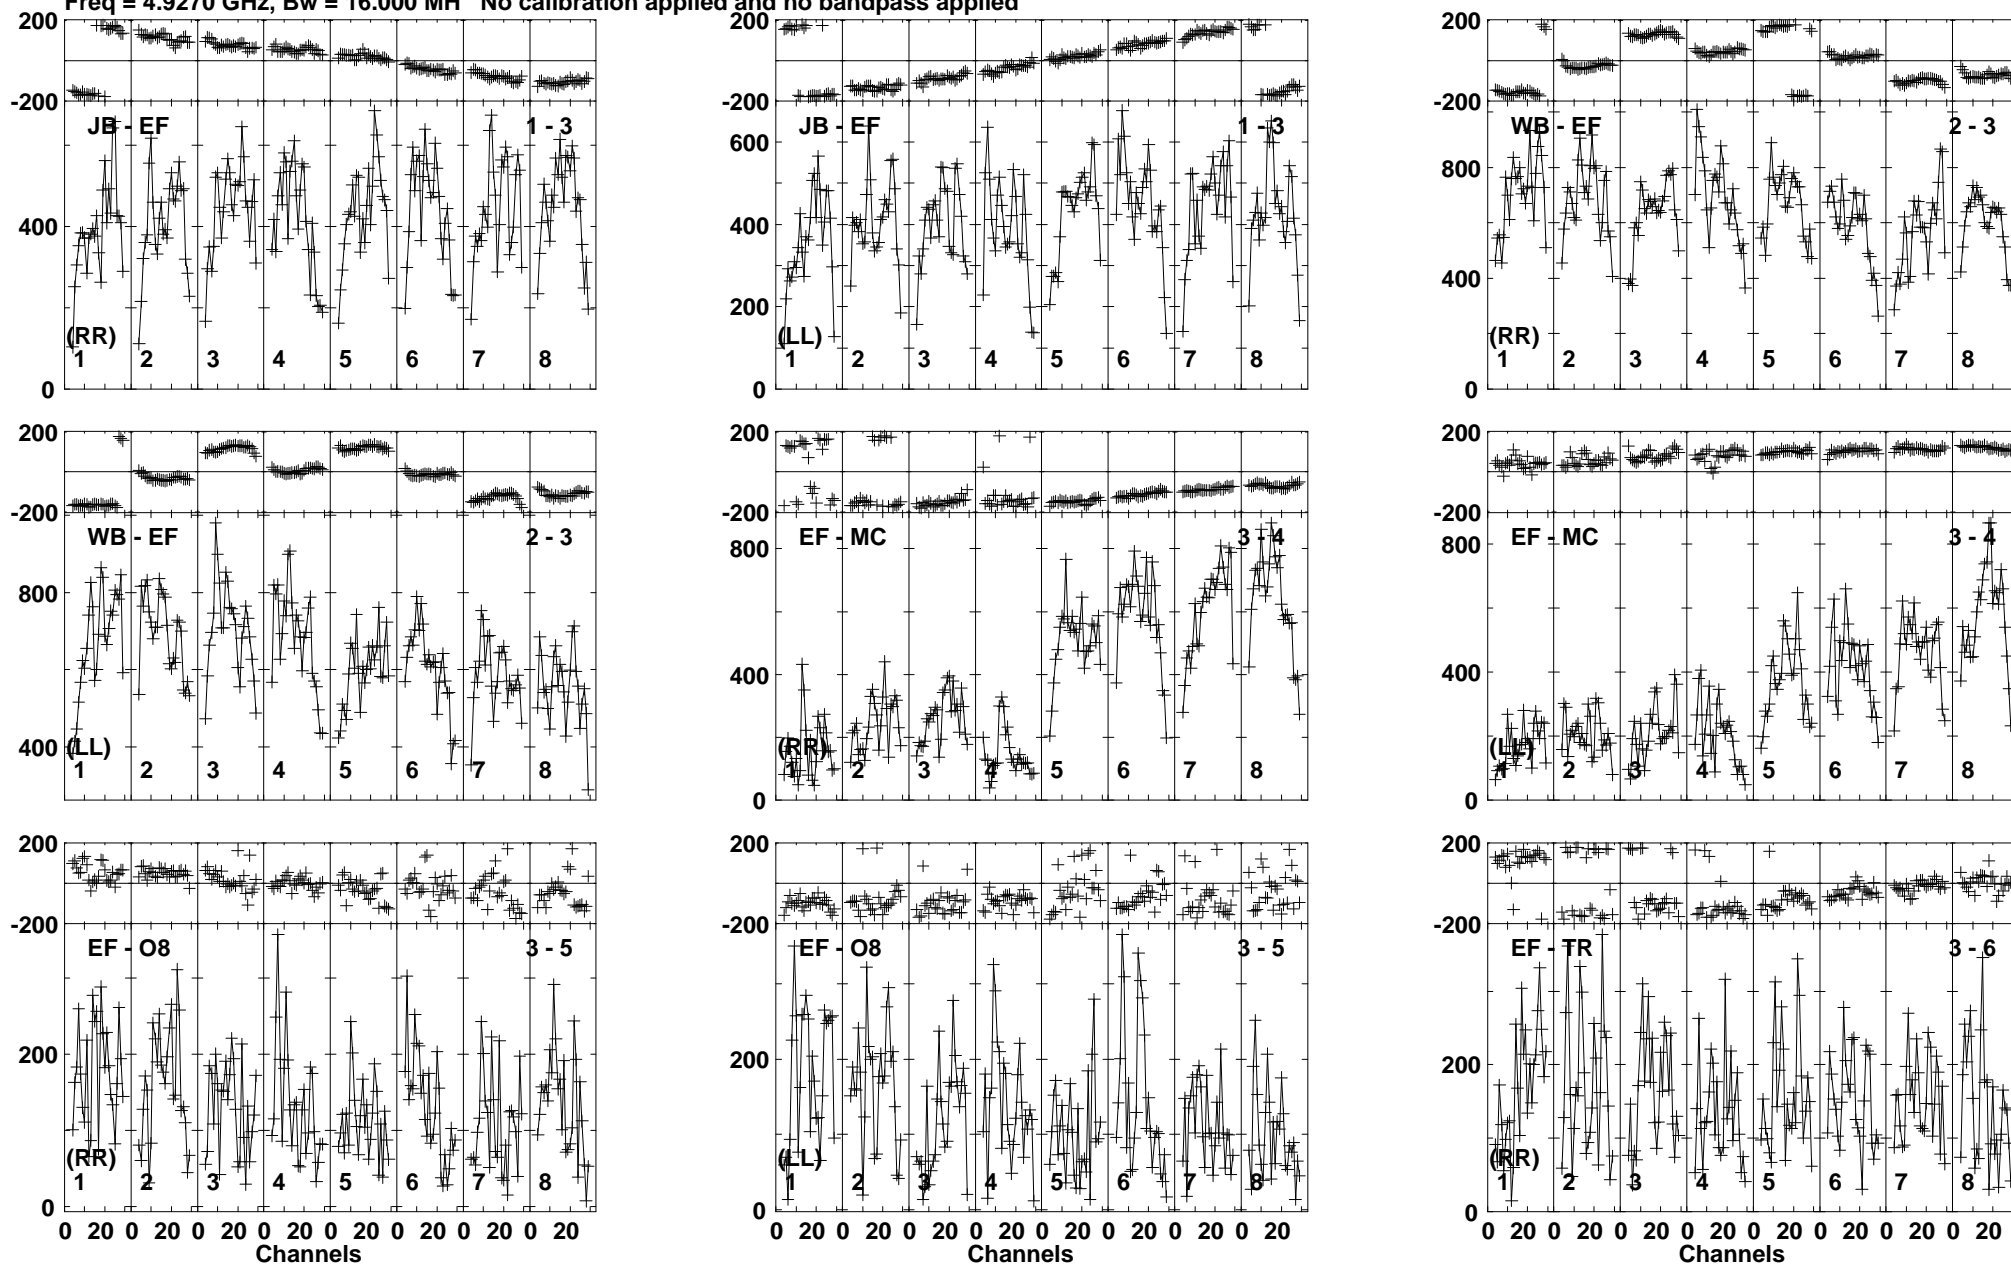 Freq = 4.9270 GHz, Bw = 16.000 MH No calibration applied and no bandpass applied
200 200 200
-200 -200 -200
JB - EF 1 - 3 JB - EF 1 - 3 WB - EF 2 - 3
600
800
400 400
400
200
(RR) (LL) (RR)
1 2 3 4 5 6 7 8 1 2 3 4 5 6 7 8 1 2 3 4 5 6 7 8
0 0 0
200 200 200
-200 -200 -200
WB - EF 2 - 3 EF - MC 3 - 4 EF - MC 3 - 4
800 800 800
400 400
400
(LL) (RR) (LL)
1 2 3 4 5 6 7 8 1 2 3 4 5 6 7 8 1 2 3 4 5 6 7 8
0 0
200 200 200
-200 -200 -200
EF - O8 3 - 5 EF - O8 3 - 5 EF - TR 3 - 6
200 200 200
(RR) (LL) (RR)
1 2 3 4 5 6 7 8 1 2 3 4 5 6 7 8 1 2 3 4 5 6 7 8
0 0 0
0 20 0 20 0 20 0 20 0 20 0 20 0 20 0 20 0 20 0 20 0 20 0 20 0 20 0 20 0 20 0 20 0 20 0 20 0 20 0 20 0 20 0 20 0 20 0 20
Channels Channels Channels